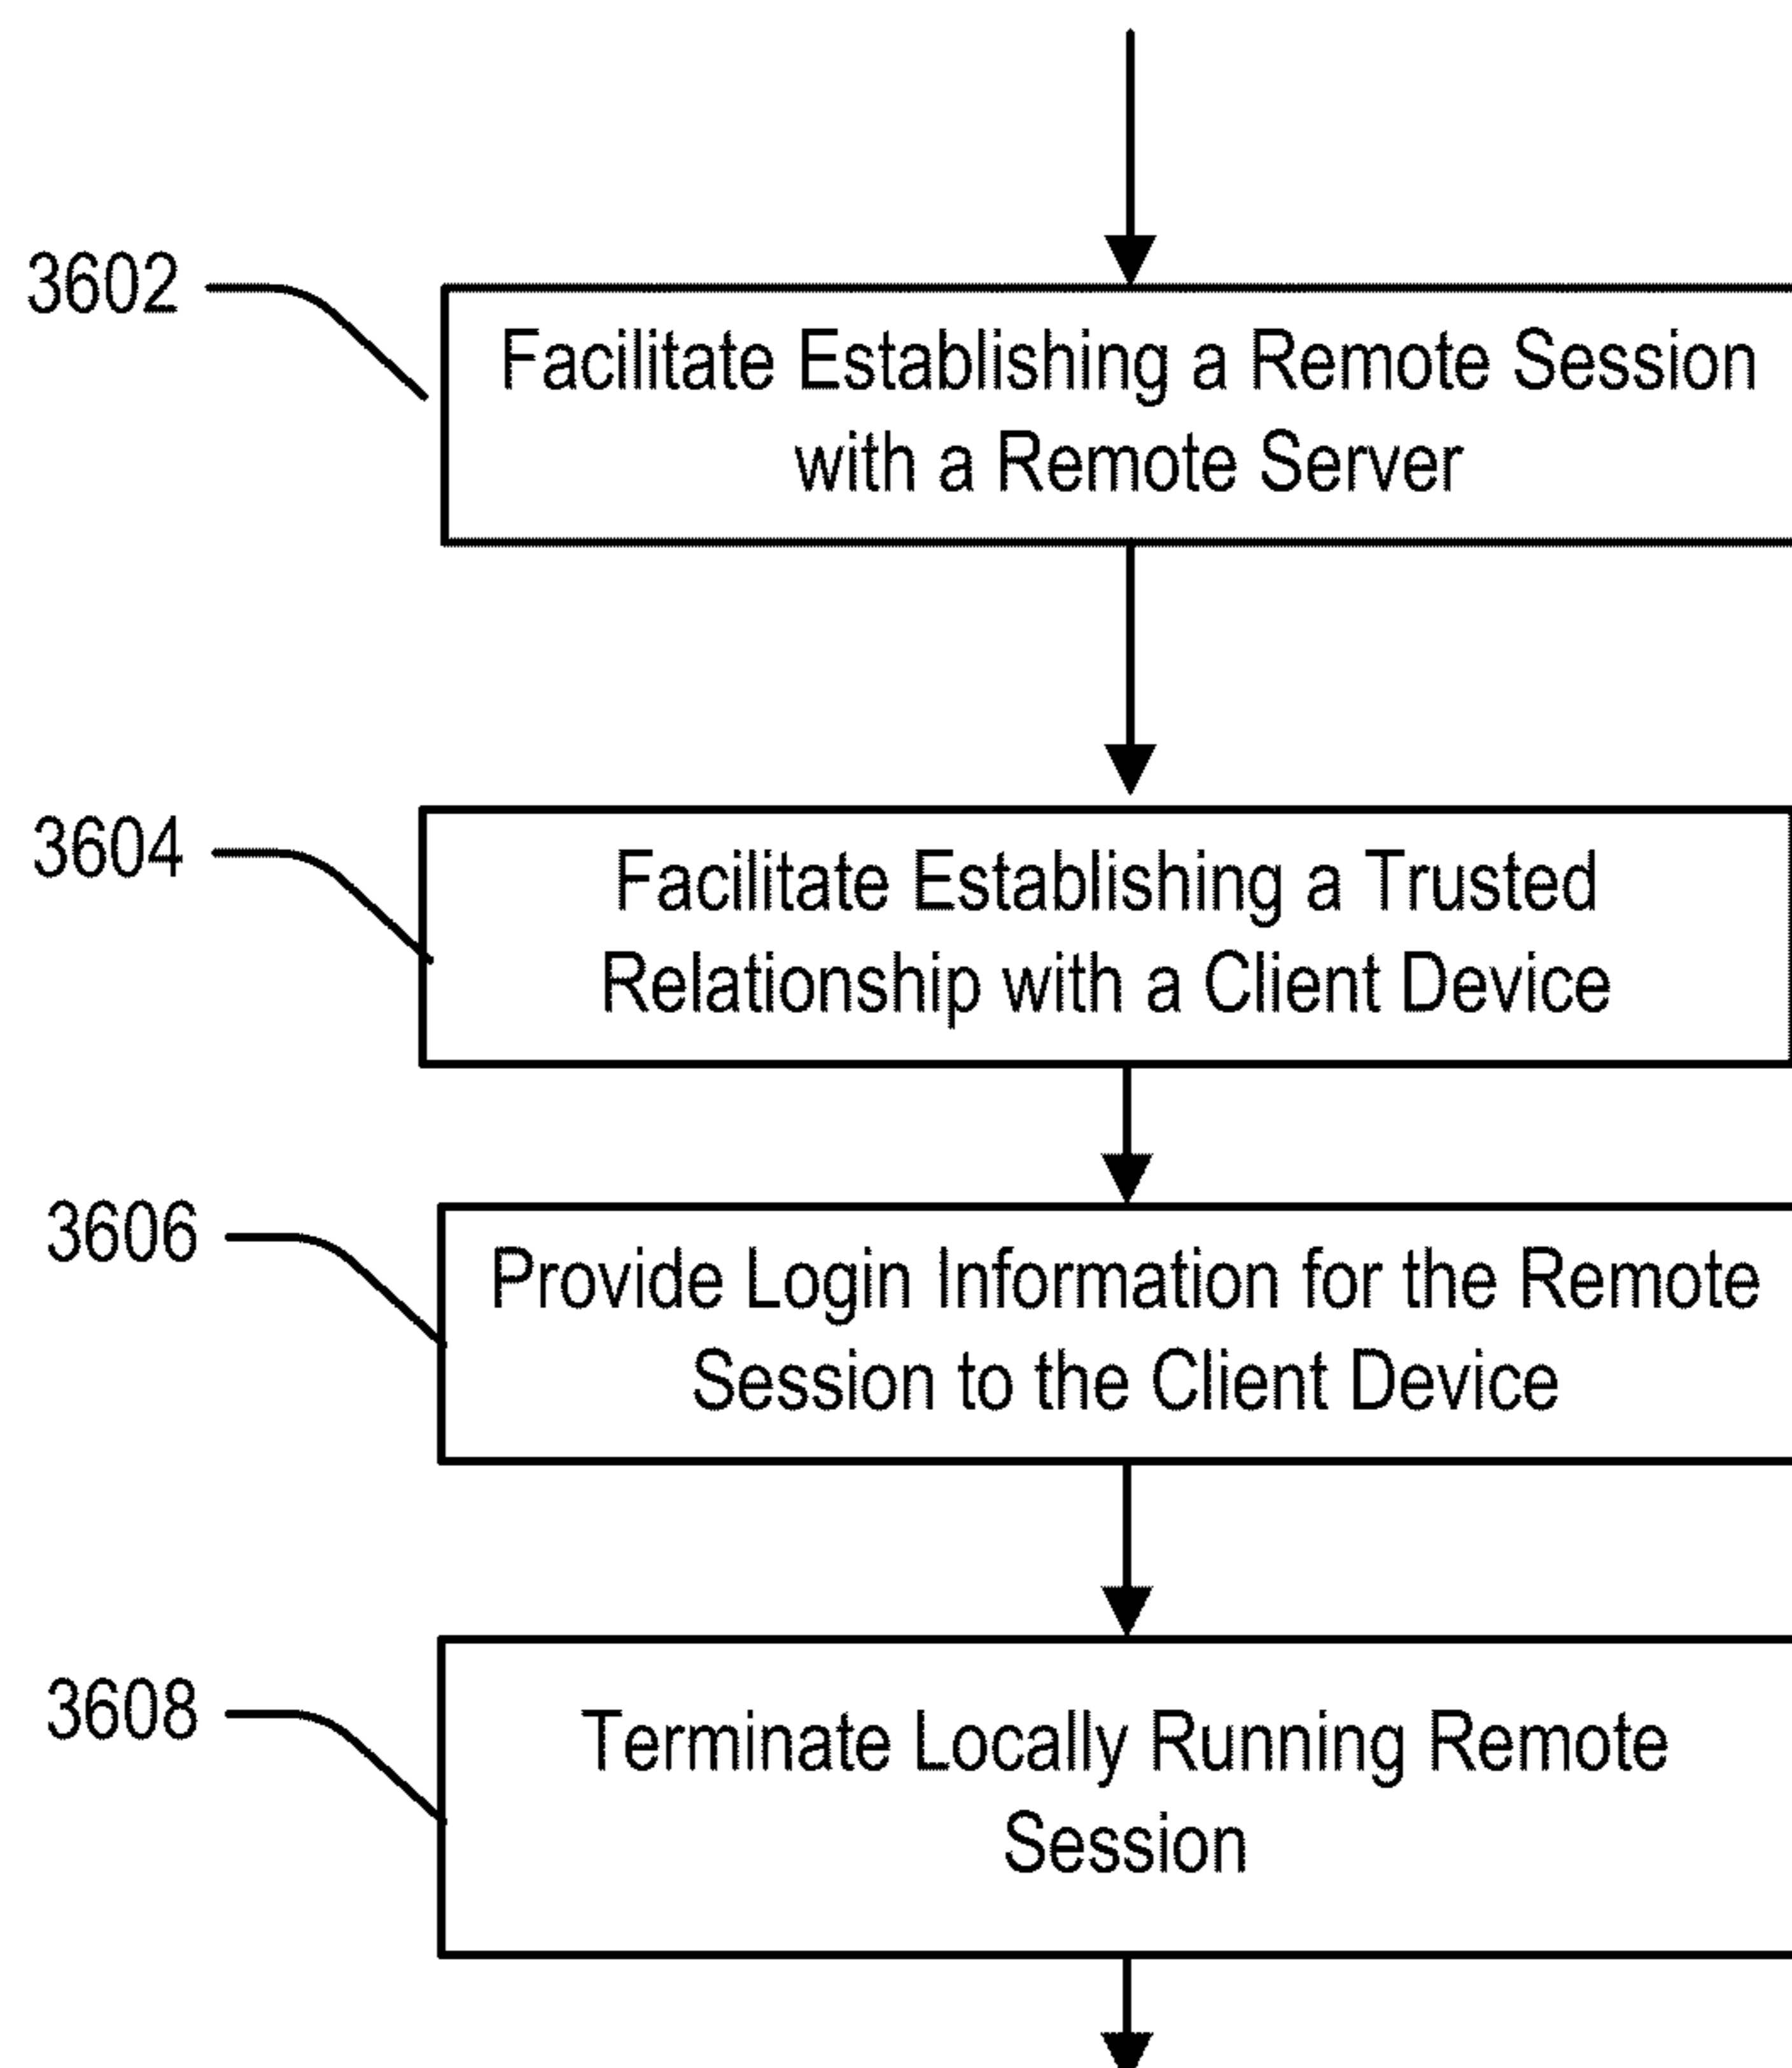 3602
Facilitate Establishing a Remote Session
with a Remote Server
3604
Facilitate Establishing a Trusted
Relationship with a Client Device
3606
Provide Login Information for the Remote
Session to the Client Device
3608
Terminate Locally Running Remote
Session